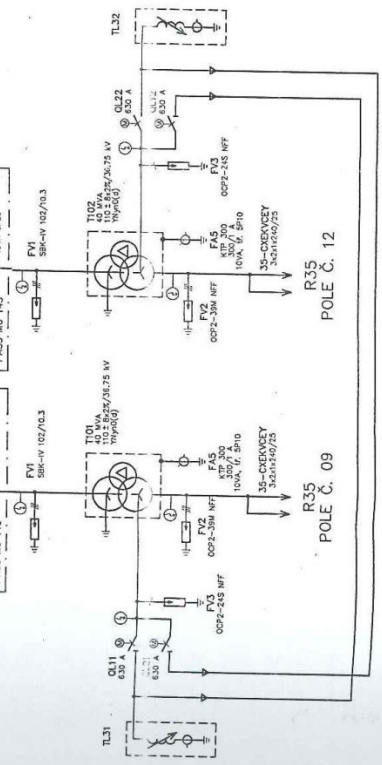 TL32
QL22
630 A
630 A
FV3
OCP2-24S NFF
FV1
SBK-IV 102/10.3
T102
40 MVA
110±8x2%/36,75 kV
YNyn0(d)
FA5
KTP 300
300/1 A
10VA, tř. 5P10
FV2
OCP2-39M NFF
35-CXEKVCEY
3x2x1x240/25
R35
POLE Č. 12
FV1
SBK-IV 102/10.3
T101
40 MVA
110±8x2%/36,75 kV
YNyn0(d)
FA5
KTP 300
300/1 A
10VA, tř. 5P10
FV2
OCP2-39M NFF
35-CXEKVCEY
3x2x1x240/25
R35
POLE Č. 09
FV3
OCP2-24S NFF
QL11
630 A
630 A
TL31